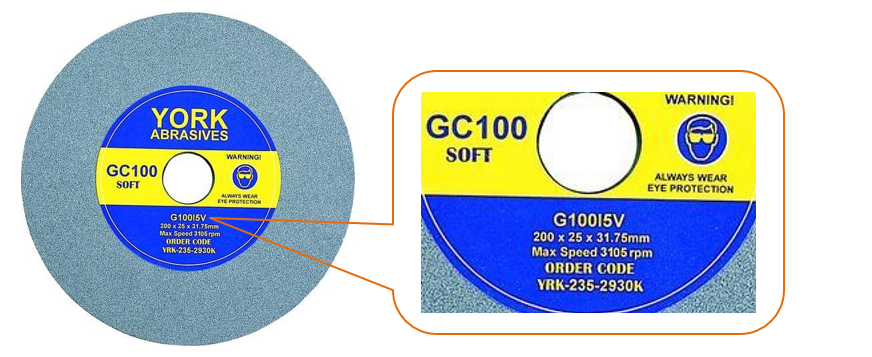 YORK
ABRASIVES
GC100
SOFT
WARNING!
ALWAYS WEAR
EYE PROTECTION
G100I5V
200 x 25 x 31.75mm
Max Speed 3105 rpm
ORDER CODE
YRK-235-2930K
WARNING!
GC100
SOFT
ALWAYS WEAR
EYE PROTECTION
G100I5V
200 x 25 x 31.75mm
Max Speed 3105 rpm
ORDER CODE
YRK-235-2930K